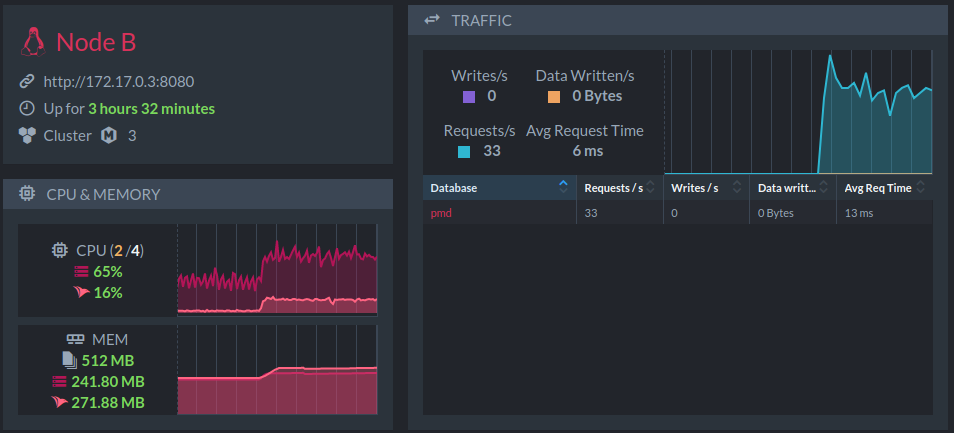 Node B
http://172.17.0.3:8080
Up for 3 hours 32 minutes
Cluster M 3
CPU & MEMORY
CPU (2 /4)
65%
16%
MEM
512 MB
241.80 MB
271.88 MB
TRAFFIC
Writes/s Data Written/s
0 0 Bytes
Requests/s Avg Request Time
33 6 ms
Database Requests / s Writes / s Data writt... Avg Req Time
pmd 33 0 0 Bytes 13 ms